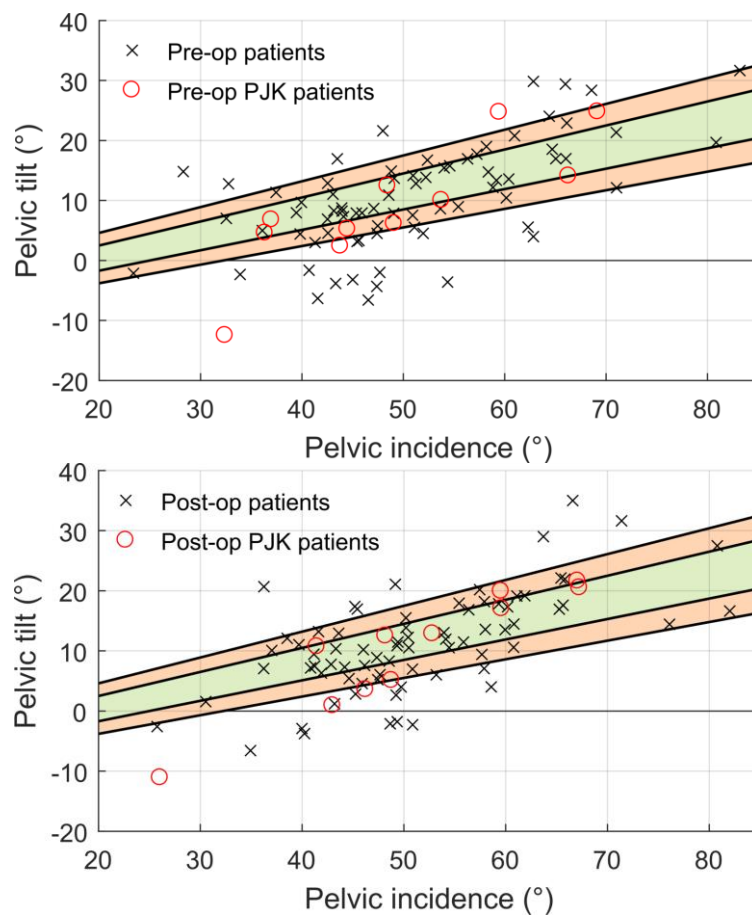 40
30
20
10
0
-10
-20
Pelvic tilt (°)
Pre-op patients
Pre-op PJK patients
20 30 40 50 60 70 80
Pelvic incidence (°)
40
30
20
10
0
-10
-20
Pelvic tilt (°)
Post-op patients
Post-op PJK patients
20 30 40 50 60 70 80
Pelvic incidence (°)